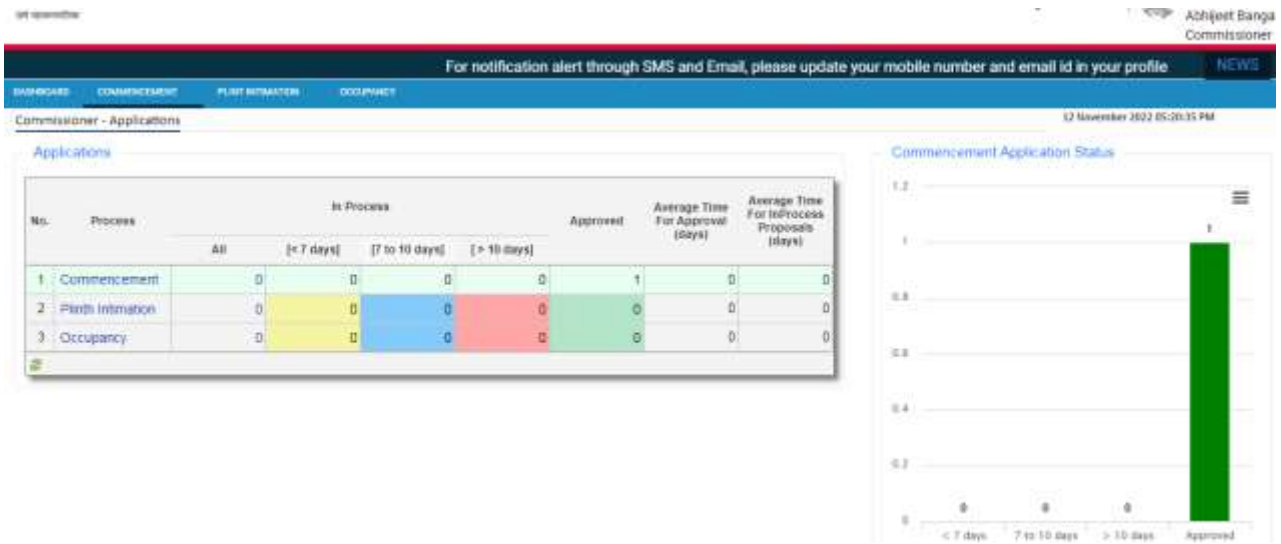 Abhijeet Banga
Commissioner
For notification alert through SMS and Email, please update your mobile number and email id in your profile
NEWS
DASHBOARD COMMENCEMENT PLINT INTIMATION OCCUPANCY
Commissioner - Applications
12 November 2022 05:20:35 PM
Applications
No. Process In Process Approved Average Time For Approval (days) Average Time For InProcess Proposals (days)
All [< 7 days] [7 to 10 days] [> 10 days]
1 Commencement 0 0 0 0 1 0 0
2 Plinth Intimation 0 0 0 0 0 0 0
3 Occupancy 0 0 0 0 0 0 0
Commencement Application Status
1.2
1
0.8
0.6
0.4
0.2
0
0 0 0 1
< 7 days 7 to 10 days > 10 days Approved